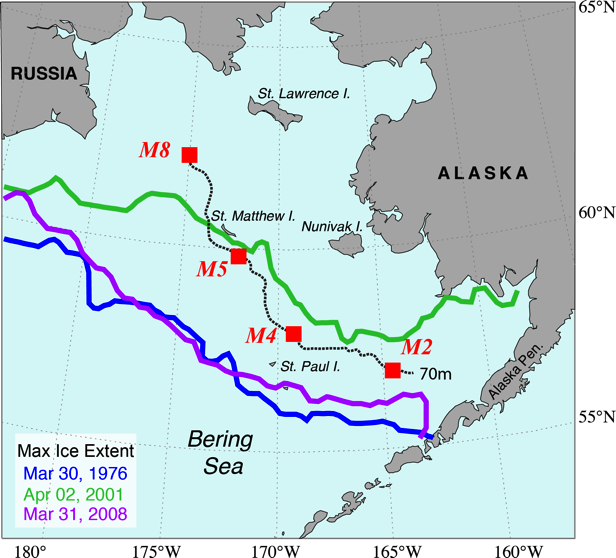 65°N
RUSSIA
St. Lawrence I.
M8
ALASKA
60°N
St. Matthew I.
Nunivak I.
M5
M4
M2
St. Paul I.
70m
Alaska Pen.
55°N
Bering
Sea
Max Ice Extent
Mar 30, 1976
Apr 02, 2001
Mar 31, 2008
180°
175°W
170°W
165°W
160°W